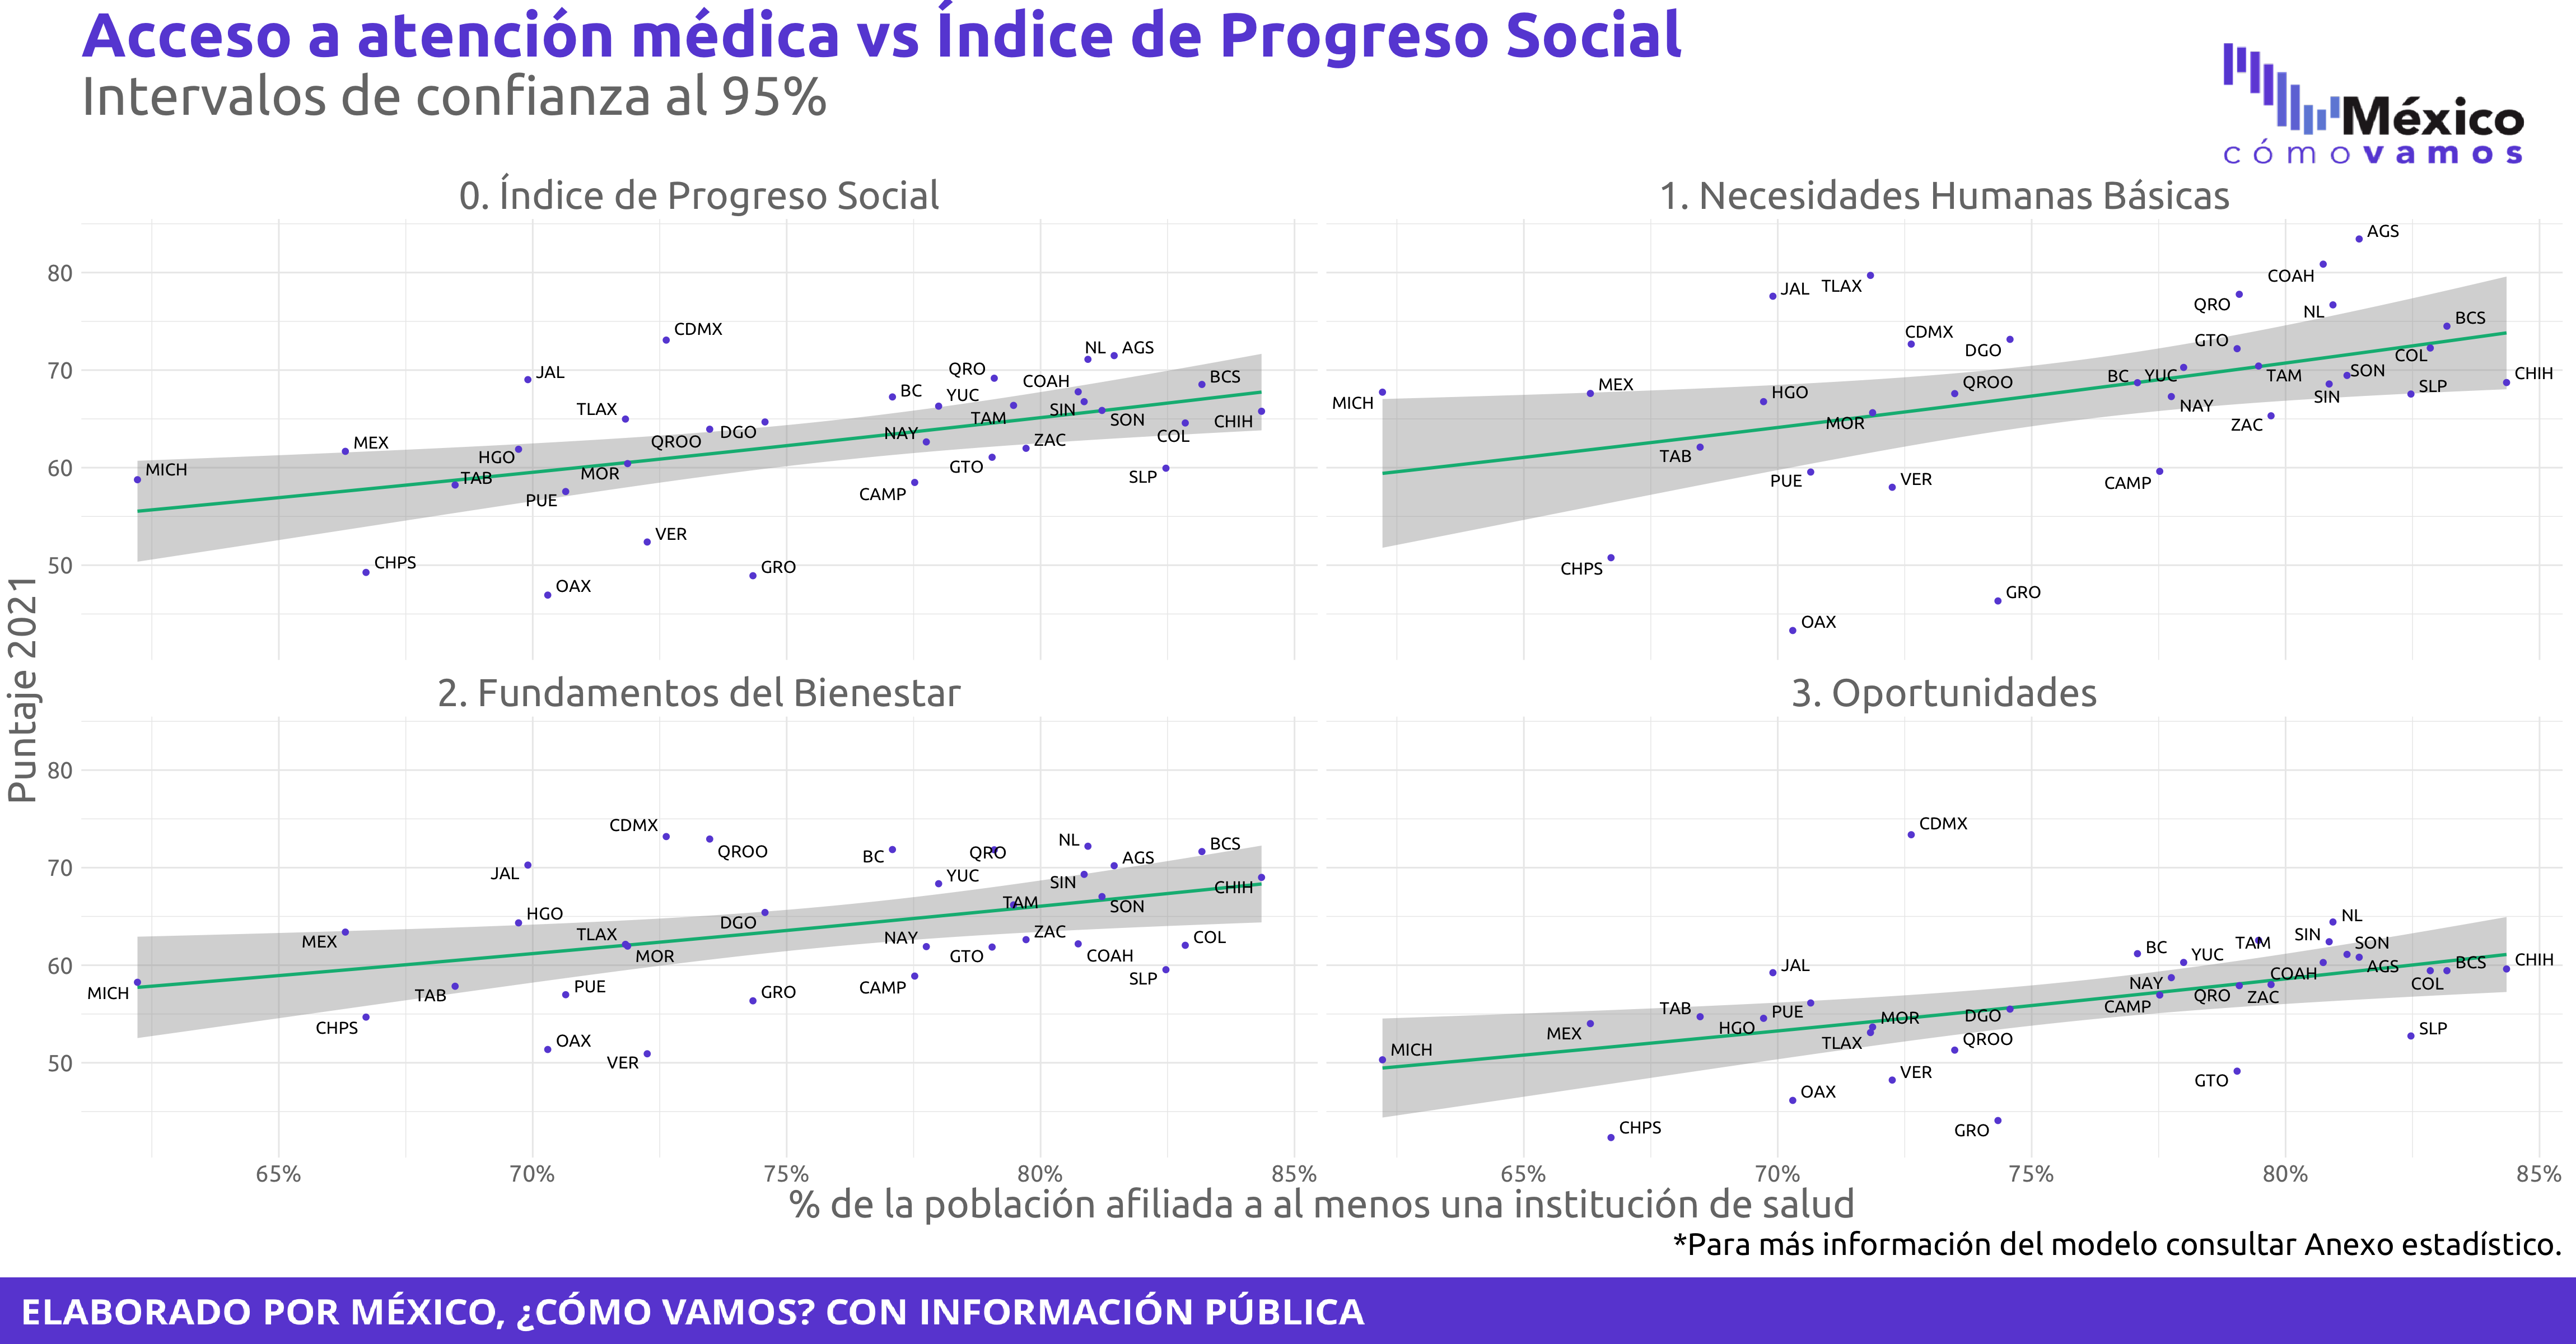 Acceso a atención médica vs Índice de Progreso Social
Intervalos de confianza al 95%
México
cómo vamos
0. Índice de Progreso Social
1. Necesidades Humanas Básicas
Puntaje 2021
80
70
60
50
MICH
MEX
CHPS
TAB
HGO
JAL
OAX
PUE
TLAX
MOR
VER
CDMX
QROO
GRO
DGO
BC
CAMP
NAY
YUC
GTO
QRO
TAM
ZAC
COAH
SIN
NL
SON
AGS
SLP
COL
BCS
CHIH
MICH
MEX
CHPS
TAB
HGO
JAL
OAX
PUE
TLAX
MOR
VER
CDMX
QROO
GRO
DGO
BC
CAMP
NAY
YUC
GTO
QRO
TAM
ZAC
COAH
SIN
NL
SON
AGS
SLP
COL
BCS
CHIH
2. Fundamentos del Bienestar
3. Oportunidades
80
70
60
50
MICH
MEX
CHPS
TAB
HGO
JAL
OAX
PUE
TLAX
MOR
VER
CDMX
QROO
GRO
DGO
BC
CAMP
NAY
YUC
GTO
QRO
TAM
ZAC
COAH
SIN
NL
SON
AGS
SLP
COL
BCS
CHIH
MICH
MEX
CHPS
TAB
HGO
JAL
OAX
PUE
TLAX
MOR
VER
CDMX
QROO
GRO
DGO
BC
CAMP
NAY
YUC
GTO
QRO
TAM
ZAC
COAH
SIN
NL
SON
AGS
SLP
COL
BCS
CHIH
65% 70% 75% 80% 85% 65% 70% 75% 80% 85%
% de la población afiliada a al menos una institución de salud
*Para más información del modelo consultar Anexo estadístico.
ELABORADO POR MÉXICO, ¿CÓMO VAMOS? CON INFORMACIÓN PÚBLICA